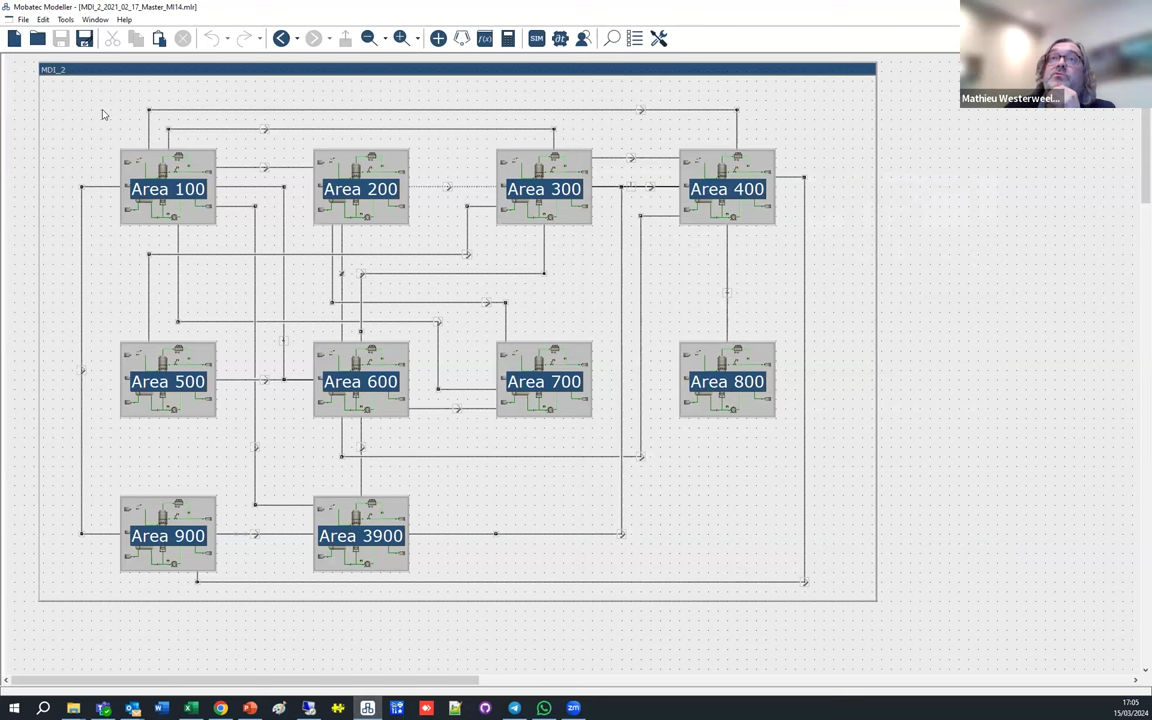 Mobatec Modeller - [MDI_2_2021_02_17_Master_MI14.mlr]
File Edit Tools Window Help
f(x) SIM ∂t
Mathieu Westerweel...
MDI_2
Area 100 Area 200 Area 300 Area 400
Area 500 Area 600 Area 700 Area 800
Area 900 Area 3900
17:05
15/03/2024